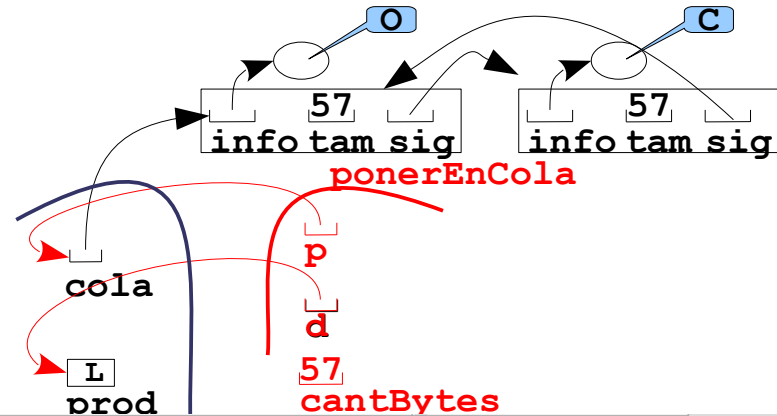 O C
57 57
info tam sig info tam sig
ponerEnCola
p
cola
d
L 57
prod cantBytes